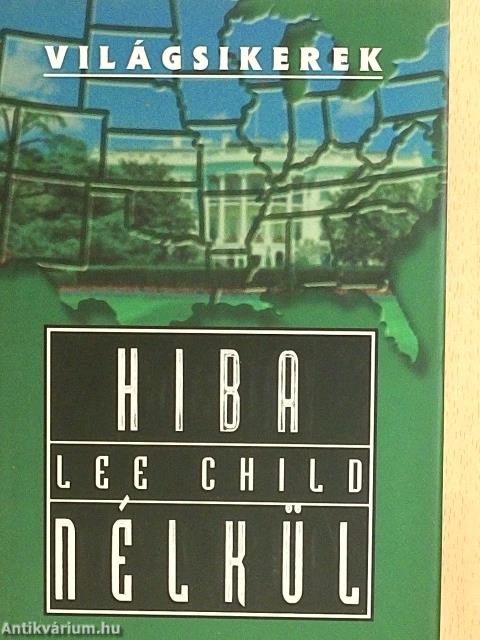 VILÁGSIKEREK
HIBA
LEE CHILD
NÉLKÜL
Antikvárium.hu